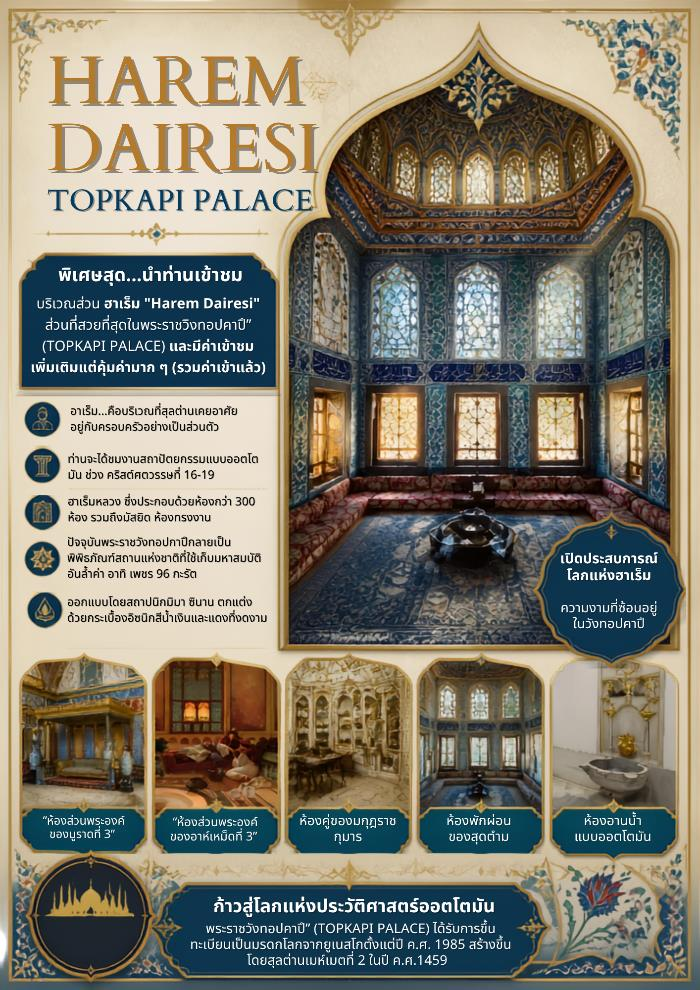 HAREM
DAIRESI
TOPKAPI PALACE
พิเศษสุด...นำท่านเข้าชม
บริเวณส่วน ฮาเร็ม "Harem Dairesi"
ส่วนที่สวยที่สุดในพระราชวิงทอปคาปี"
(TOPKAPI PALACE) และมีค่าเข้าชม
เพิ่มเติมแต่คุ้มค่ามาก ๆ (รวมค่าเข้าแล้ว)
อาเร็ม...คือบริเวณที่สุลต่านเคยอาศัย
อยู่กับครอบครัวอย่างเป็นส่วนตัว
ท่านจะได้ชมงานสถาปัตยกรรมแบบออตโต
มัน ช่วง คริสต์ศตวรรษที่ 16-19
ฮาเร็มหลวง ซึ่งประกอบด้วยห้องกว่า 300
ห้อง รวมถึงมัสยิต ห้องทรงงาน
ปัจจุบันพระราชวังทอปกาปีกลายเป็น
พิพิธภัณฑ์สถานแห่งชาติที่ใช้เก็บมหาสมบัติ
อันล้ำค่า อาทิ เพชร 96 กะรัต
ออกแบบโดยสถาปนิกมิมา ซินาน ตกแต่ง
ด้วยกระเบื้องอิซนิกสีน้ำเงินและแดงที่งดงาม
เปิดประสบการณ์
โลกแห่งฮาเร็ม
ความงามที่ซ้อนอยู่
ในวังทอปคาปี
"ห้องส่วนพระองค์
ของมูราดที่ 3"
"ห้องส่วนพระองค์
ของอาห์เหม็ดที่ 3"
ห้องคู่ของมกุฎราช
กุมาร
ห้องพักผ่อน
ของสุดต่าม
ห้องอานน้ำ
แบบออตโตมัน
ก้าวสู่โลกแห่งประวัติศาสตร์ออตโตมัน
พระราชวังทอปคาปี" (TOPKAPI PALACE) ได้รับการขึ้น
ทะเบียนเป็นมรดกโลกจากยูเนสโกตั้งแต่ปี ค.ศ. 1985 สร้างขึ้น
โดยสุลต่านเมห์เมตที่ 2 ในปี ค.ศ.1459